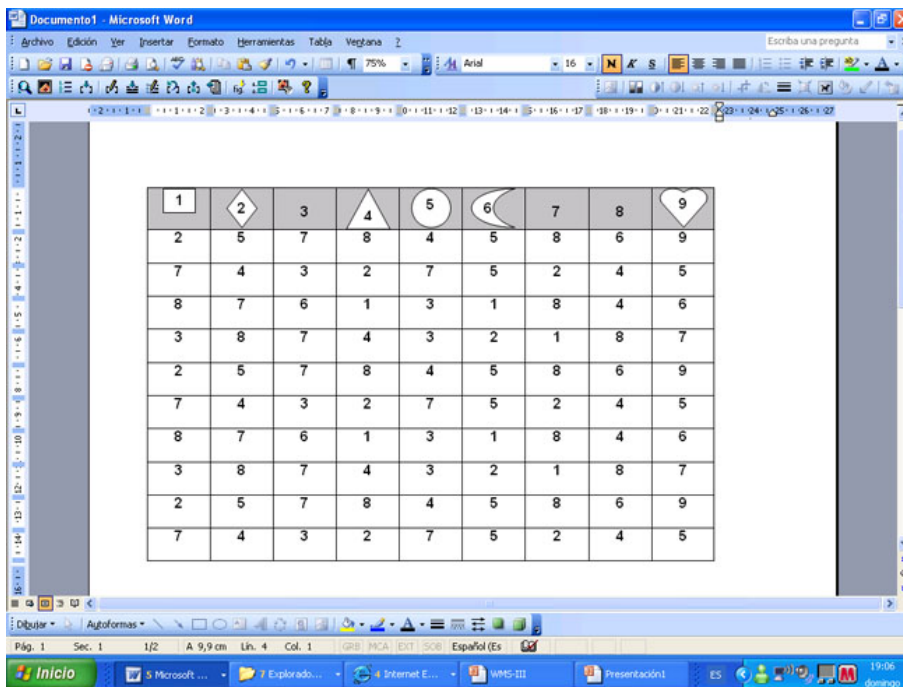 Documento1 - Microsoft Word
Archivo Edición Ver Insertar Formato Herramientas Tabla Ventana ?
Escriba una pregunta
75% Arial 16 N K S
1 2 3 4 5 6 7 8 9
2 5 7 8 4 5 8 6 9
7 4 3 2 7 5 2 4 5
8 7 6 1 3 1 8 4 6
3 8 7 4 3 2 1 8 7
2 5 7 8 4 5 8 6 9
7 4 3 2 7 5 2 4 5
8 7 6 1 3 1 8 4 6
3 8 7 4 3 2 1 8 7
2 5 7 8 4 5 8 6 9
7 4 3 2 7 5 2 4 5
Dibujar Autoformas
Pág. 1 Sec. 1 1/2 A 9,9 cm Lín. 4 Col. 1 GRB MCA EXT SOB Español (Es
Inicio 5 Microsoft ... 7 Explorado... 4 Internet E... WMS-III Presentación1 ES 19:06
domingo